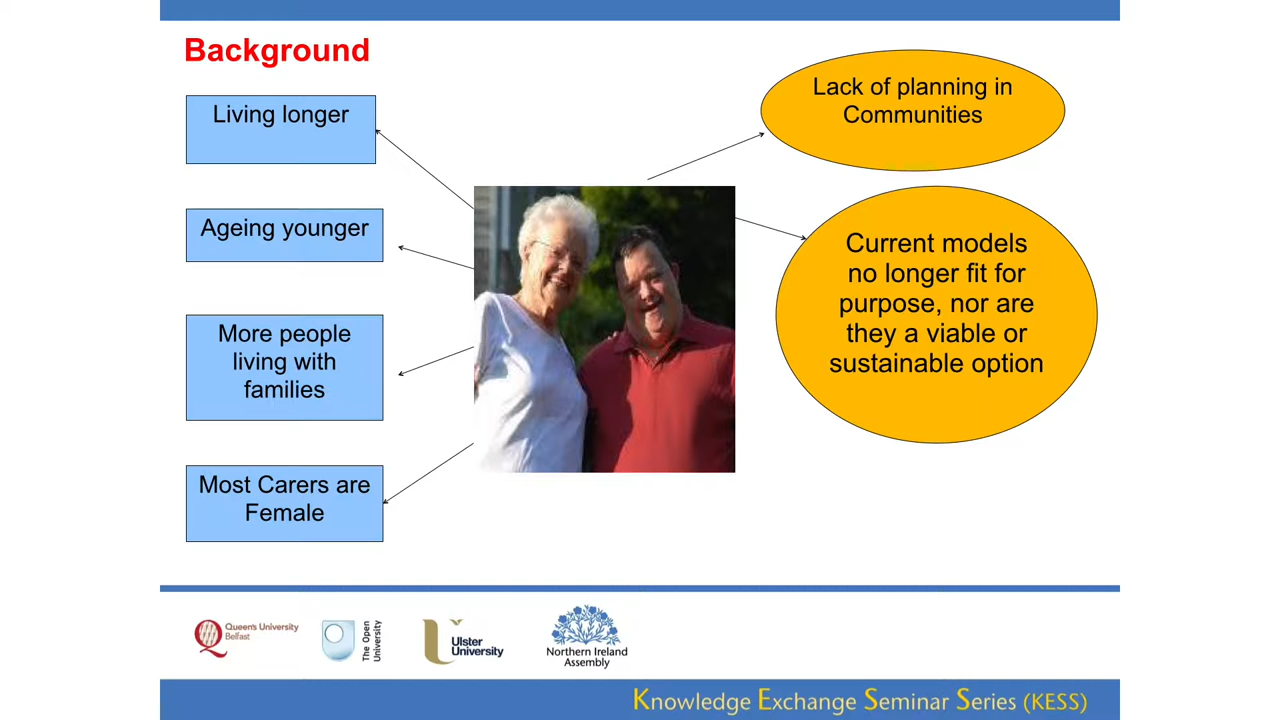 Background
Living longer
Ageing younger
More people
living with
families
Most Carers are
Female
Lack of planning in
Communities
Current models
no longer fit for
purpose, nor are
they a viable or
sustainable option
Queen's University
Belfast
The Open
University
Ulster
University
Northern Ireland
Assembly
Knowledge Exchange Seminar Series (KESS)